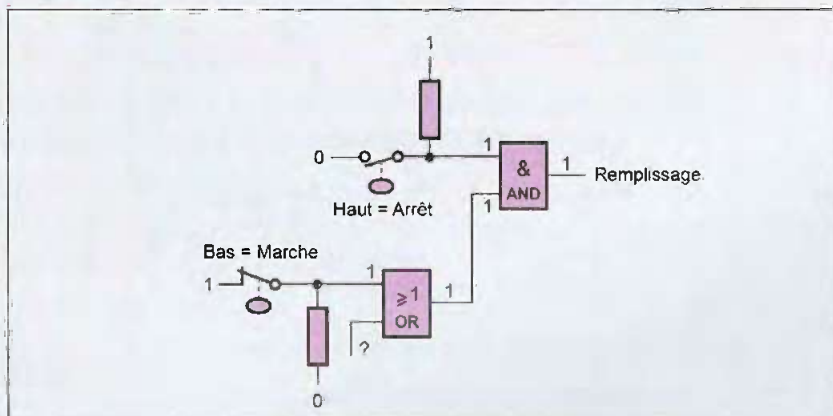 1
0
1
&
AND
1
1
Remplissage
Haut = Arrêt
Bas = Marche
1
1
≥1
OR
1
?
0